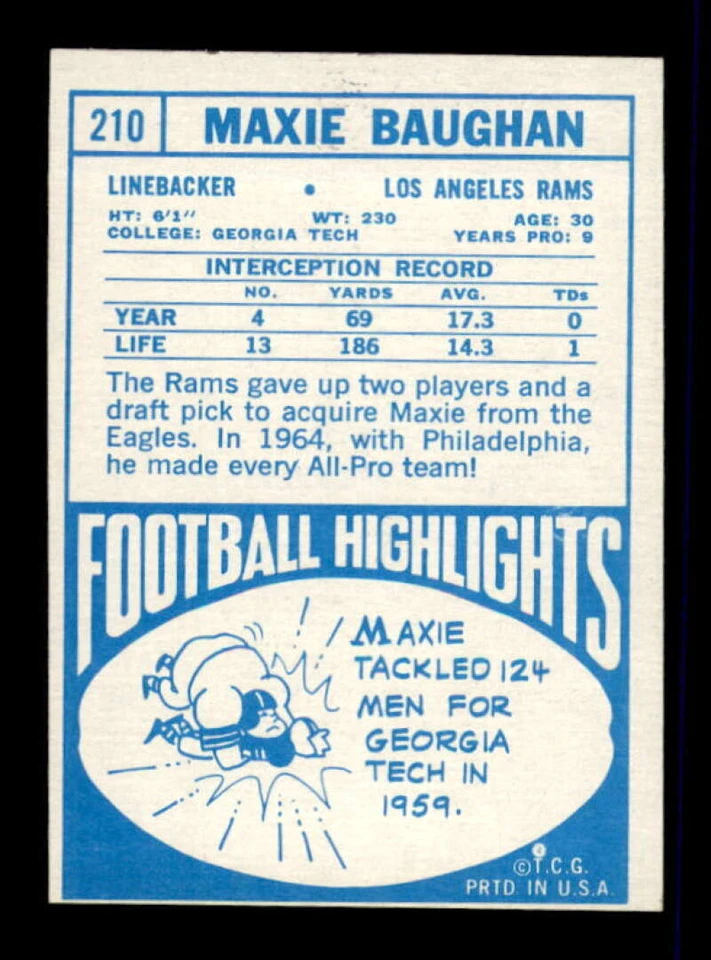 210 MAXIE BAUGHAN
LINEBACKER • LOS ANGELES RAMS
HT: 6'1" WT: 230 AGE: 30
COLLEGE: GEORGIA TECH YEARS PRO: 9
INTERCEPTION RECORD
NO. YARDS AVG. TDs
YEAR 4 69 17.3 0
LIFE 13 186 14.3 1
The Rams gave up two players and a
draft pick to acquire Maxie from the
Eagles. In 1964, with Philadelphia,
he made every All-Pro team!
FOOTBALL HIGHLIGHTS
MAXIE
TACKLED 124
MEN FOR
GEORGIA
TECH IN
1959.
©T.C.G.
PRTD IN U.S.A.